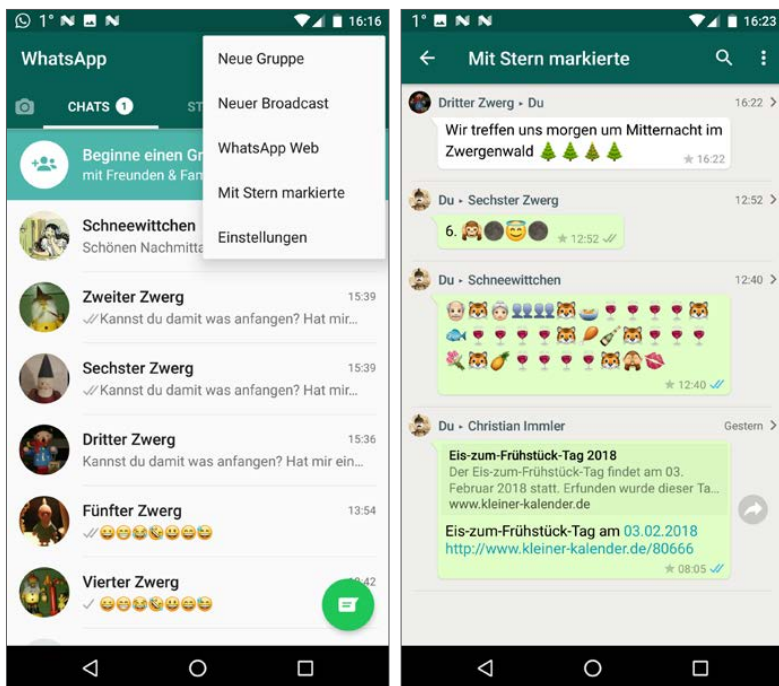 1° 16:16
WhatsApp
CHATS 1 ST
Beginne einen Gr
mit Freunden & Fam
Neue Gruppe
Neuer Broadcast
WhatsApp Web
Mit Stern markierte
Einstellungen
Schneewittchen
Schönen Nachmitta
Zweiter Zwerg 15:39
Kannst du damit was anfangen? Hat mir...
Sechster Zwerg 15:39
Kannst du damit was anfangen? Hat mir...
Dritter Zwerg 15:36
Kannst du damit was anfangen? Hat mir ein...
Fünfter Zwerg 13:54
Vierter Zwerg
1° 16:23
Mit Stern markierte
Dritter Zwerg ▸ Du 16:22
Wir treffen uns morgen um Mitternacht im
Zwergenwald 🌲🌲🌲🌲
16:22
Du ▸ Sechster Zwerg 12:52
6. 12:52
Du ▸ Schneewittchen 12:40
12:40
Du ▸ Christian Immler Gestern
Eis-zum-Frühstück-Tag 2018
Der Eis-zum-Frühstück-Tag findet am 03.
Februar 2018 statt. Erfunden wurde dieser Ta...
www.kleiner-kalender.de
Eis-zum-Frühstück-Tag am 03.02.2018
http://www.kleiner-kalender.de/80666
08:05